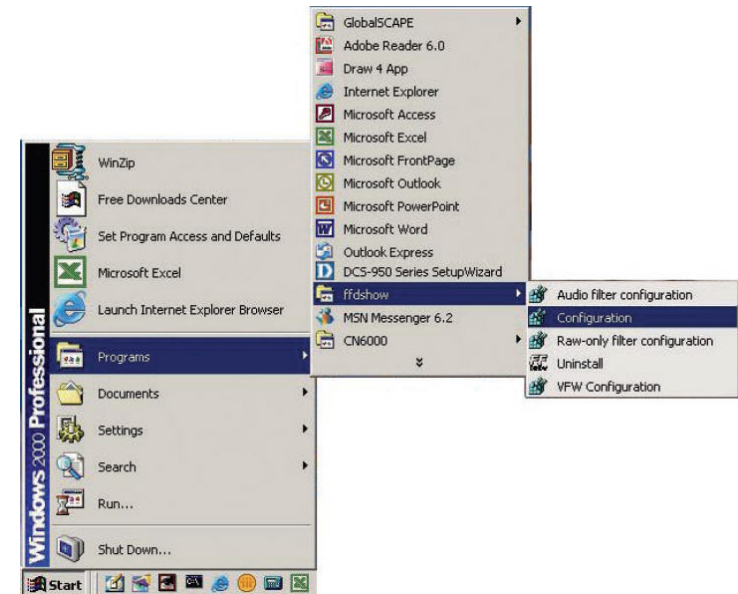 GlobalSCAPE
Adobe Reader 6.0
Draw 4 App
Internet Explorer
Microsoft Access
Microsoft Excel
Microsoft FrontPage
Microsoft Outlook
Microsoft PowerPoint
Microsoft Word
Outlook Express
DCS-950 Series SetupWizard
ffdshow
MSN Messenger 6.2
CN6000
Audio filter configuration
Configuration
Raw-only filter configuration
Uninstall
VFW Configuration
WinZip
Free Downloads Center
Set Program Access and Defaults
Microsoft Excel
Launch Internet Explorer Browser
Programs
Documents
Settings
Search
Run...
Shut Down...
Windows 2000 Professional
Start